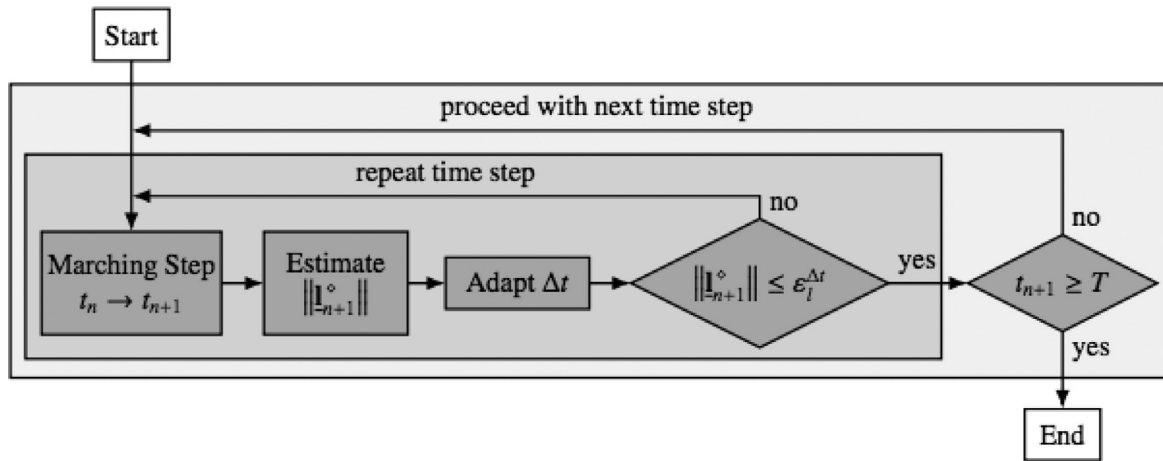 Start
proceed with next time step
repeat time step
no
no
Marching Step
tₙ → tₙ₊₁
Estimate
‖l̲°ₙ₊₁‖
Adapt Δt
‖l̲°ₙ₊₁‖ ≤ ε_l^Δt
yes
tₙ₊₁ ≥ T
yes
End